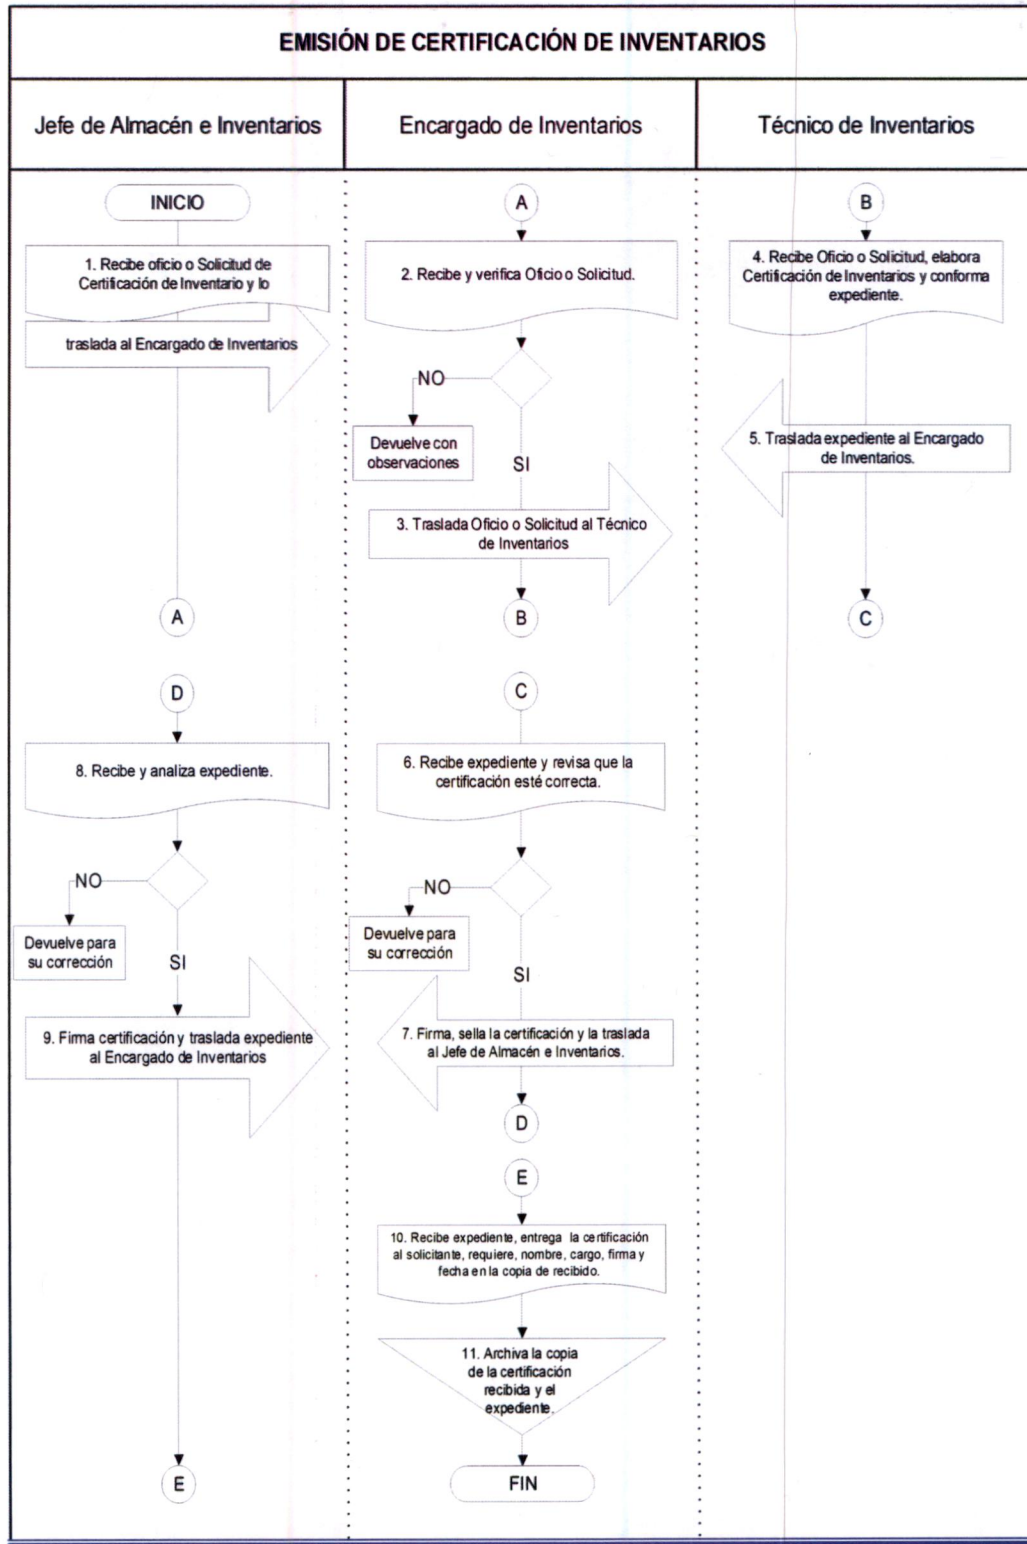 EMISIÓN DE CERTIFICACIÓN DE INVENTARIOS
Jefe de Almacén e Inventarios
Encargado de Inventarios
Técnico de Inventarios
INICIO
1. Recibe oficio o Solicitud de
Certificación de Inventario y lo
traslada al Encargado de Inventarios
A
A
2. Recibe y verifica Oficio o Solicitud.
NO
Devuelve con
observaciones
SI
3. Traslada Oficio o Solicitud al Técnico
de Inventarios
B
B
4. Recibe Oficio o Solicitud, elabora
Certificación de Inventarios y conforma
expediente.
5. Traslada expediente al Encargado
de Inventarios.
C
D
8. Recibe y analiza expediente.
NO
Devuelve para
su corrección
SI
9. Firma certificación y traslada expediente
al Encargado de Inventarios
E
C
6. Recibe expediente y revisa que la
certificación esté correcta.
NO
Devuelve para
su corrección
SI
7. Firma, sella la certificación y la traslada
al Jefe de Almacén e Inventarios.
D
E
10. Recibe expediente, entrega la certificación
al solicitante, requiere, nombre, cargo, firma y
fecha en la copia de recibido.
11. Archiva la copia
de la certificación
recibida y el
expediente.
FIN